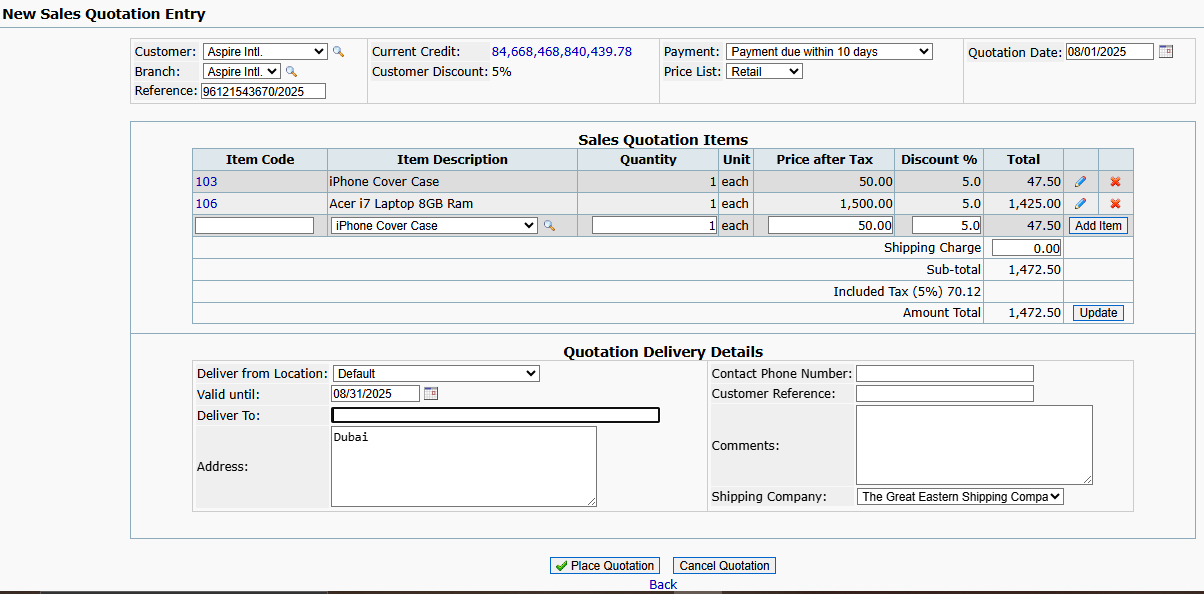 New Sales Quotation Entry
Customer: Aspire Intl. Current Credit: 84,668,468,840,439.78 Payment: Payment due within 10 days Quotation Date: 08/01/2025
Branch: Aspire Intl. Customer Discount: 5% Price List: Retail
Reference: 96121543670/2025
Sales Quotation Items
Item Code Item Description Quantity Unit Price after Tax Discount % Total
103 iPhone Cover Case 1 each 50.00 5.0 47.50
106 Acer i7 Laptop 8GB Ram 1 each 1,500.00 5.0 1,425.00
iPhone Cover Case 1 each 50.00 5.0 47.50 Add Item
Shipping Charge 0.00
Sub-total 1,472.50
Included Tax (5%) 70.12
Amount Total 1,472.50 Update
Quotation Delivery Details
Deliver from Location: Default Contact Phone Number:
Valid until: 08/31/2025 Customer Reference:
Deliver To:
Address: Dubai Comments:
Shipping Company: The Great Eastern Shipping Compa
Place Quotation Cancel Quotation
Back